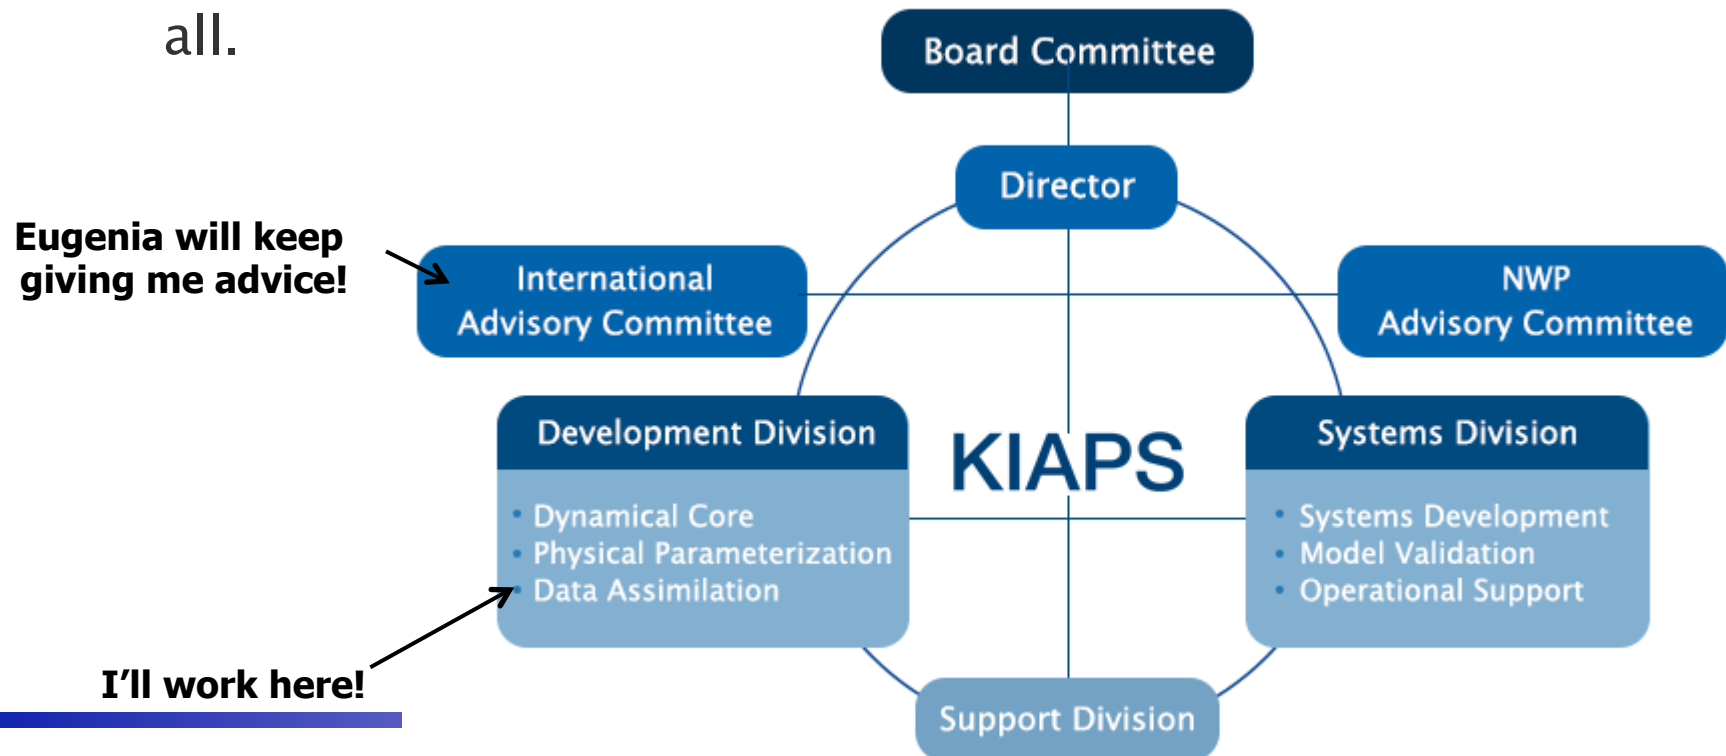 all.
Board Committee
Director
Eugenia will keep
giving me advice!
International
Advisory Committee
NWP
Advisory Committee
Development Division
• Dynamical Core
• Physical Parameterization
• Data Assimilation
KIAPS
Systems Division
• Systems Development
• Model Validation
• Operational Support
I’ll work here!
Support Division